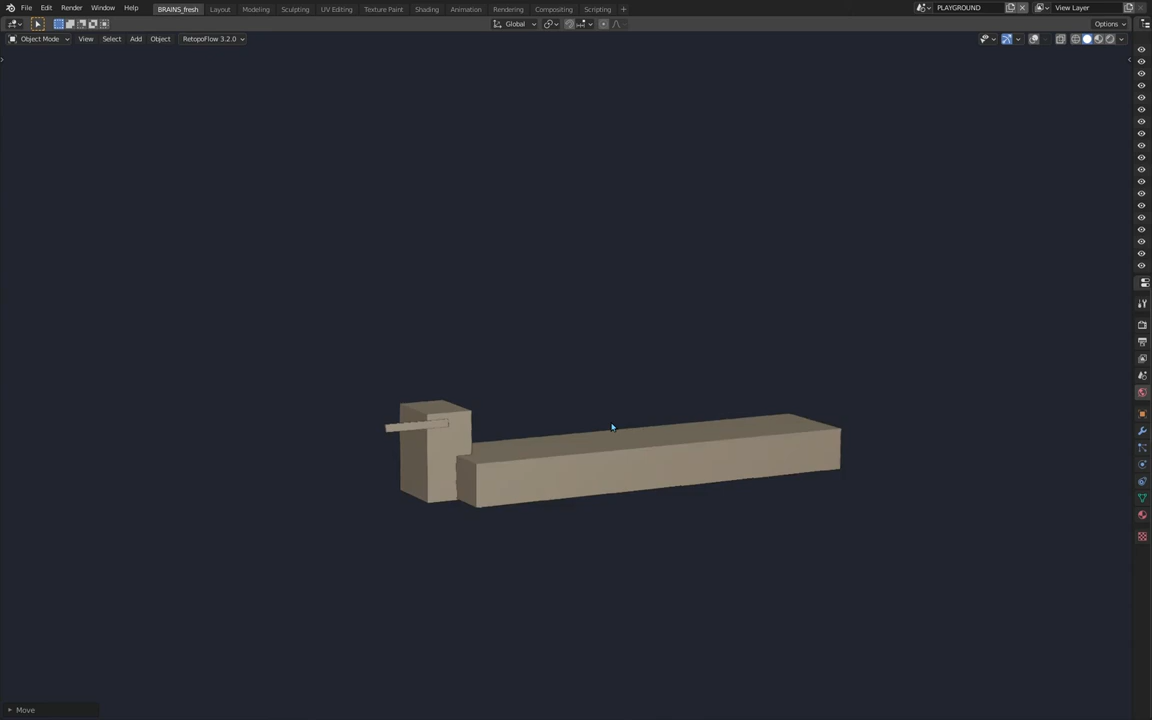 File Edit Render Window Help BRAINS_fresh Layout Modeling Sculpting UV Editing Texture Paint Shading Animation Rendering Compositing Scripting + PLAYGROUND View Layer
Global Options
Object Mode View Select Add Object RetopoFlow 3.2.0
Move